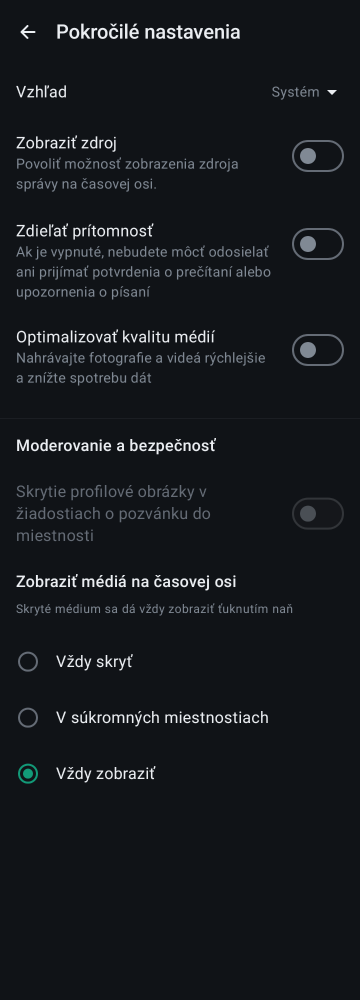 Pokročilé nastavenia
Vzhľad
Systém
Zobraziť zdroj
Povoliť možnosť zobrazenia zdroja
správy na časovej osi.
Zdieľať prítomnosť
Ak je vypnuté, nebudete môcť odosielať
ani prijímať potvrdenia o prečítaní alebo
upozornenia o písaní
Optimalizovať kvalitu médií
Nahrávajte fotografie a videá rýchlejšie
a znížte spotrebu dát
Moderovanie a bezpečnosť
Skrytie profilové obrázky v
žiadostiach o pozvánku do
miestnosti
Zobraziť médiá na časovej osi
Skryté médium sa dá vždy zobraziť ťuknutím naň
Vždy skryť
V súkromných miestnostiach
Vždy zobraziť